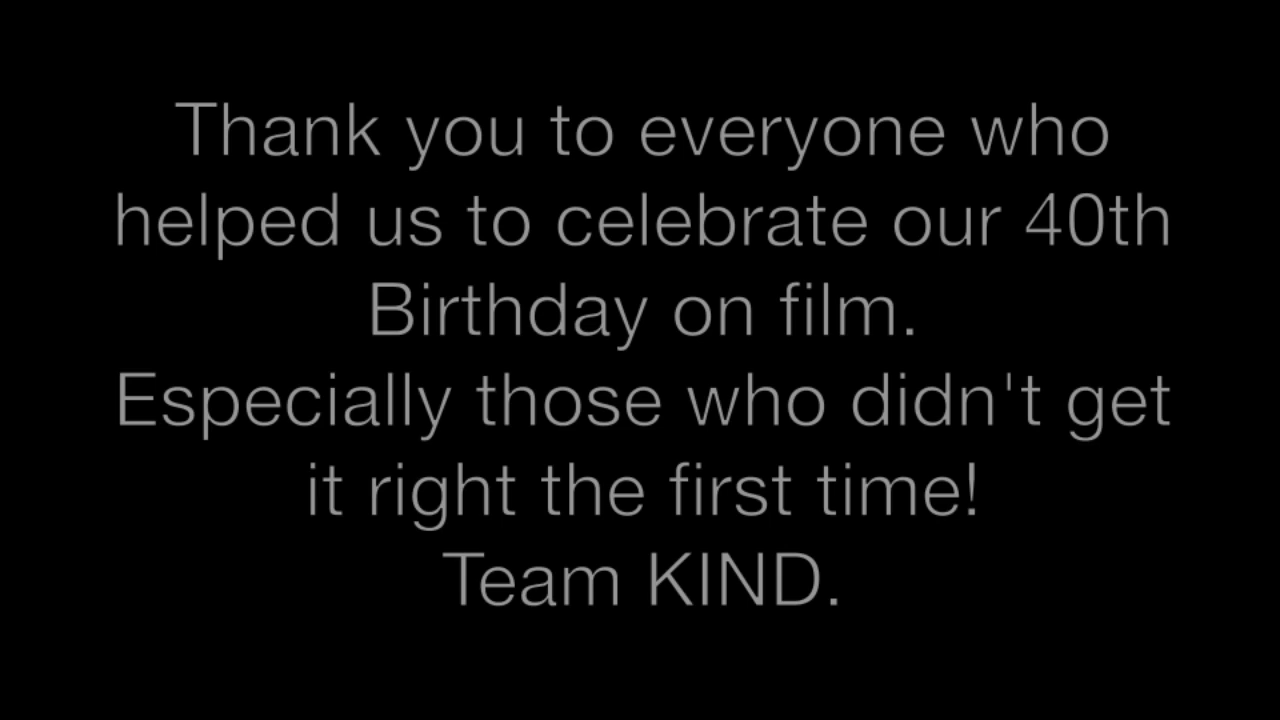 Thank you to everyone who
helped us to celebrate our 40th
Birthday on film.
Especially those who didn't get
it right the first time!
Team KIND.